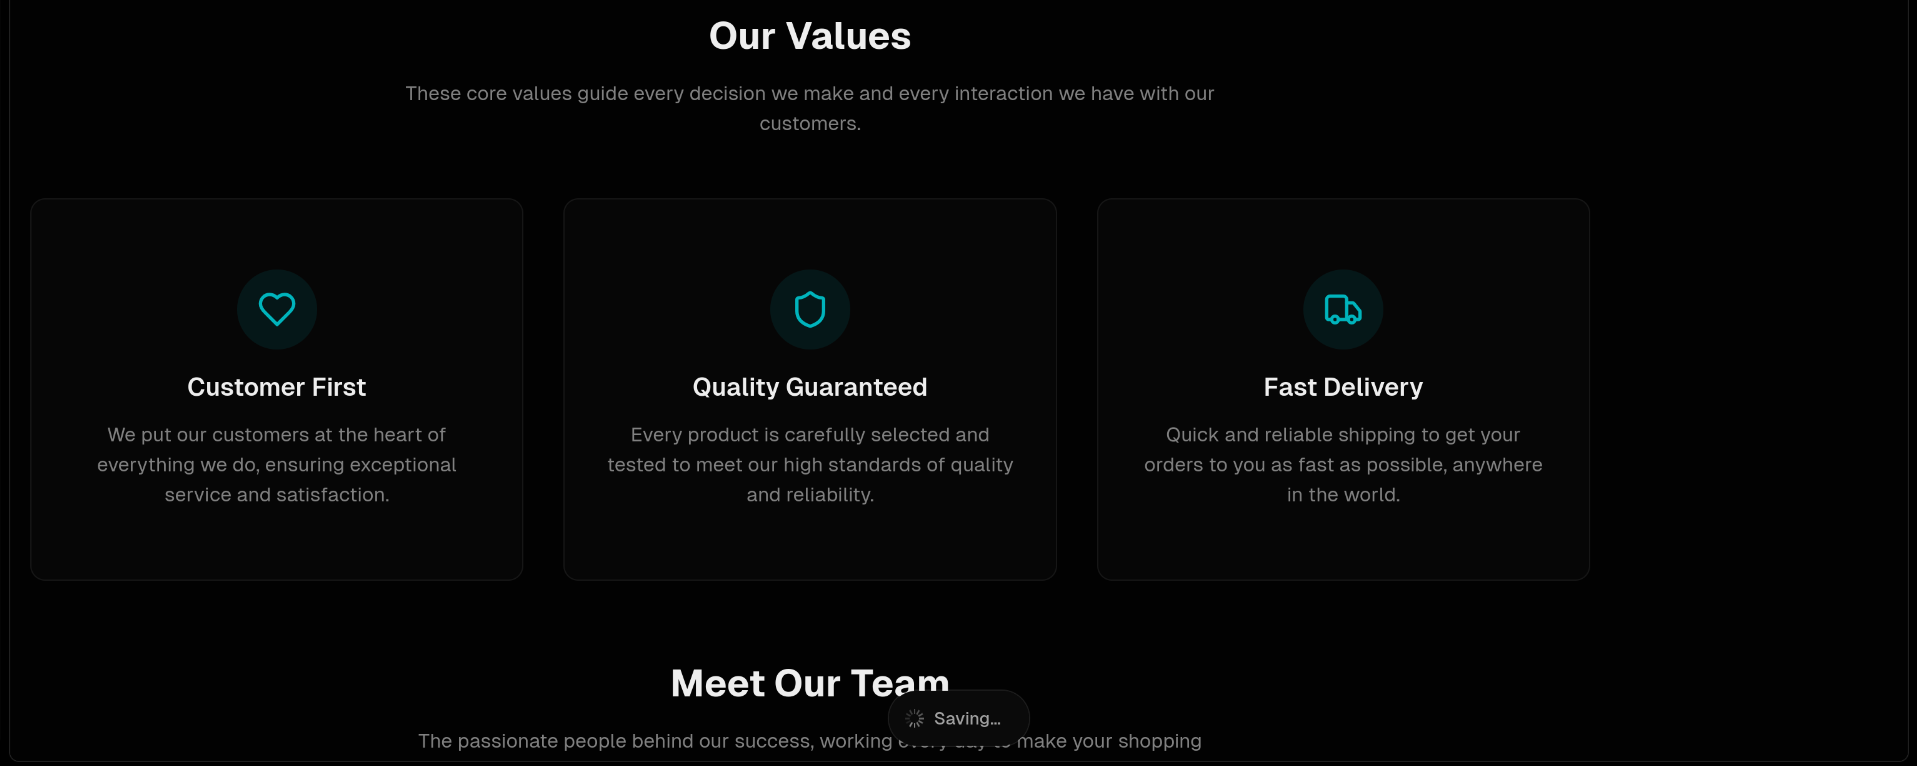 Our Values
These core values guide every decision we make and every interaction we have with our
customers.
Customer First
We put our customers at the heart of
everything we do, ensuring exceptional
service and satisfaction.
Quality Guaranteed
Every product is carefully selected and
tested to meet our high standards of quality
and reliability.
Fast Delivery
Quick and reliable shipping to get your
orders to you as fast as possible, anywhere
in the world.
Meet Our Team
Saving...
The passionate people behind our success, working every day to make your shopping